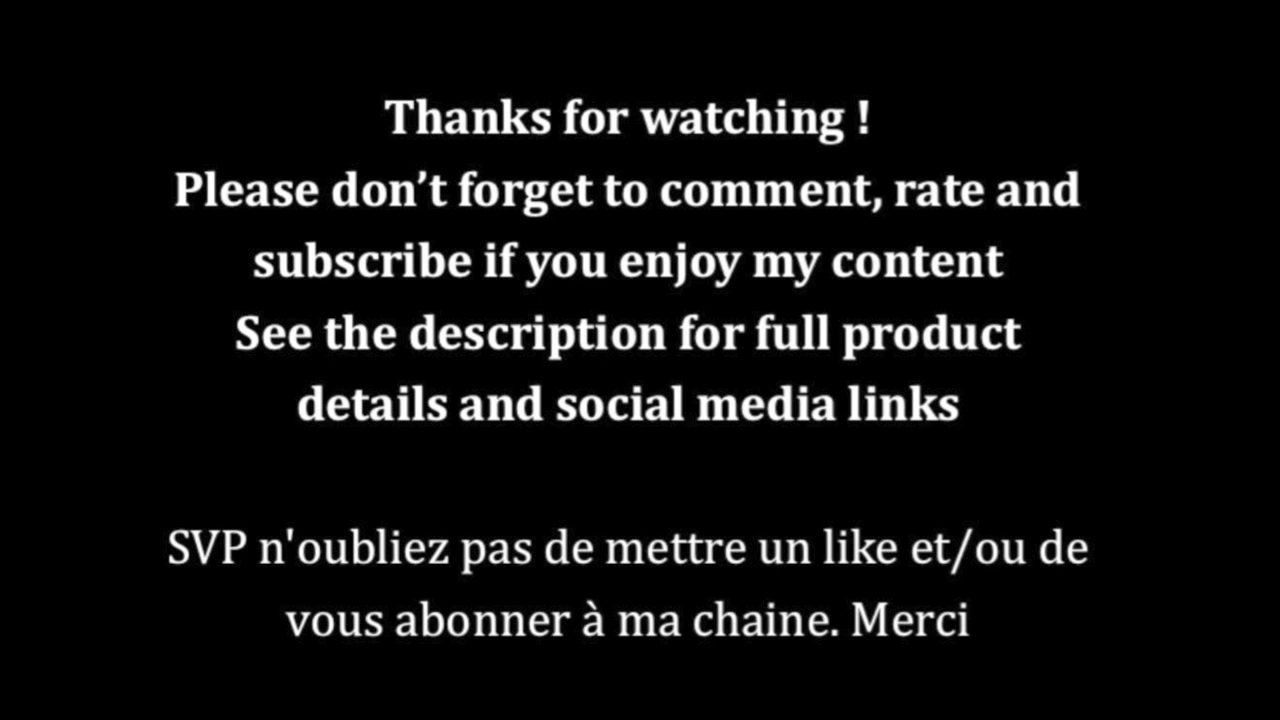 Thanks for watching !
Please don’t forget to comment, rate and
subscribe if you enjoy my content
See the description for full product
details and social media links
SVP n'oubliez pas de mettre un like et/ou de
vous abonner à ma chaine. Merci